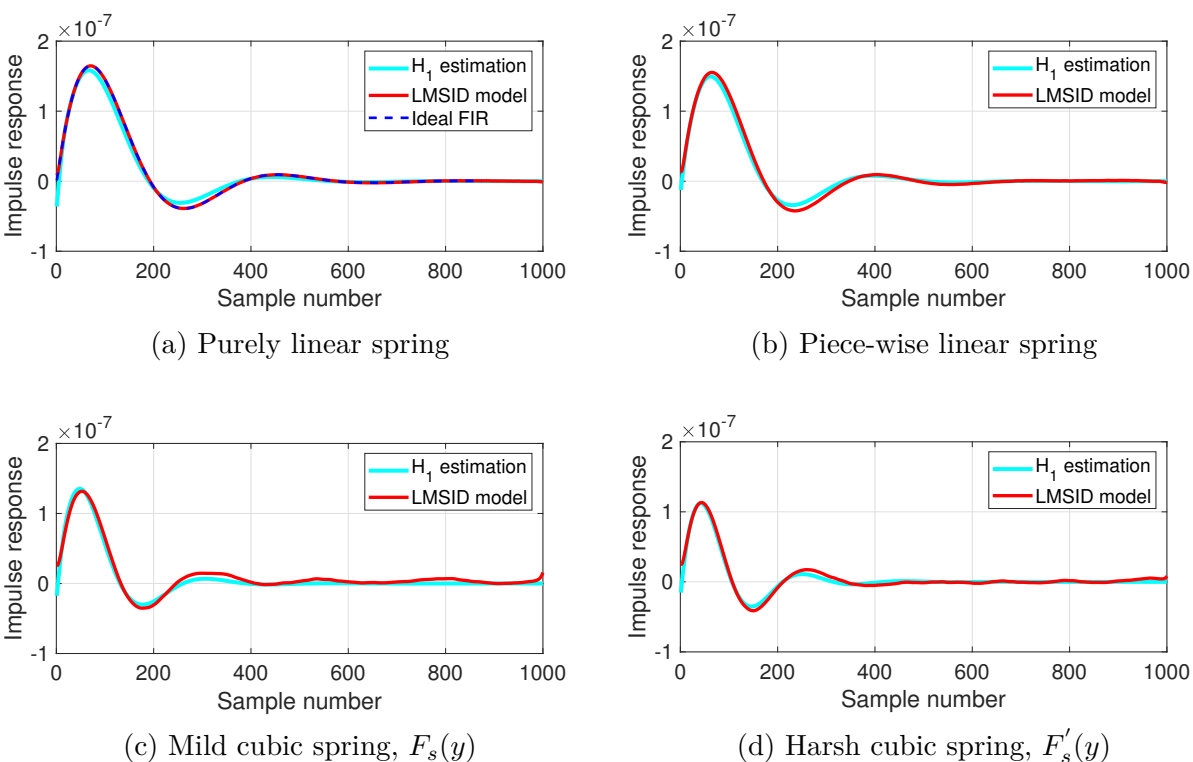 ×10⁻⁷
2
1
0
-1
Impulse response
H₁ estimation
LMSID model
Ideal FIR
0 200 400 600 800 1000
Sample number
(a) Purely linear spring
×10⁻⁷
2
1
0
-1
Impulse response
H₁ estimation
LMSID model
0 200 400 600 800 1000
Sample number
(b) Piece-wise linear spring
×10⁻⁷
2
1
0
-1
Impulse response
H₁ estimation
LMSID model
0 200 400 600 800 1000
Sample number
(c) Mild cubic spring, Fₛ(y)
×10⁻⁷
2
1
0
-1
Impulse response
H₁ estimation
LMSID model
0 200 400 600 800 1000
Sample number
(d) Harsh cubic spring, F′ₛ(y)